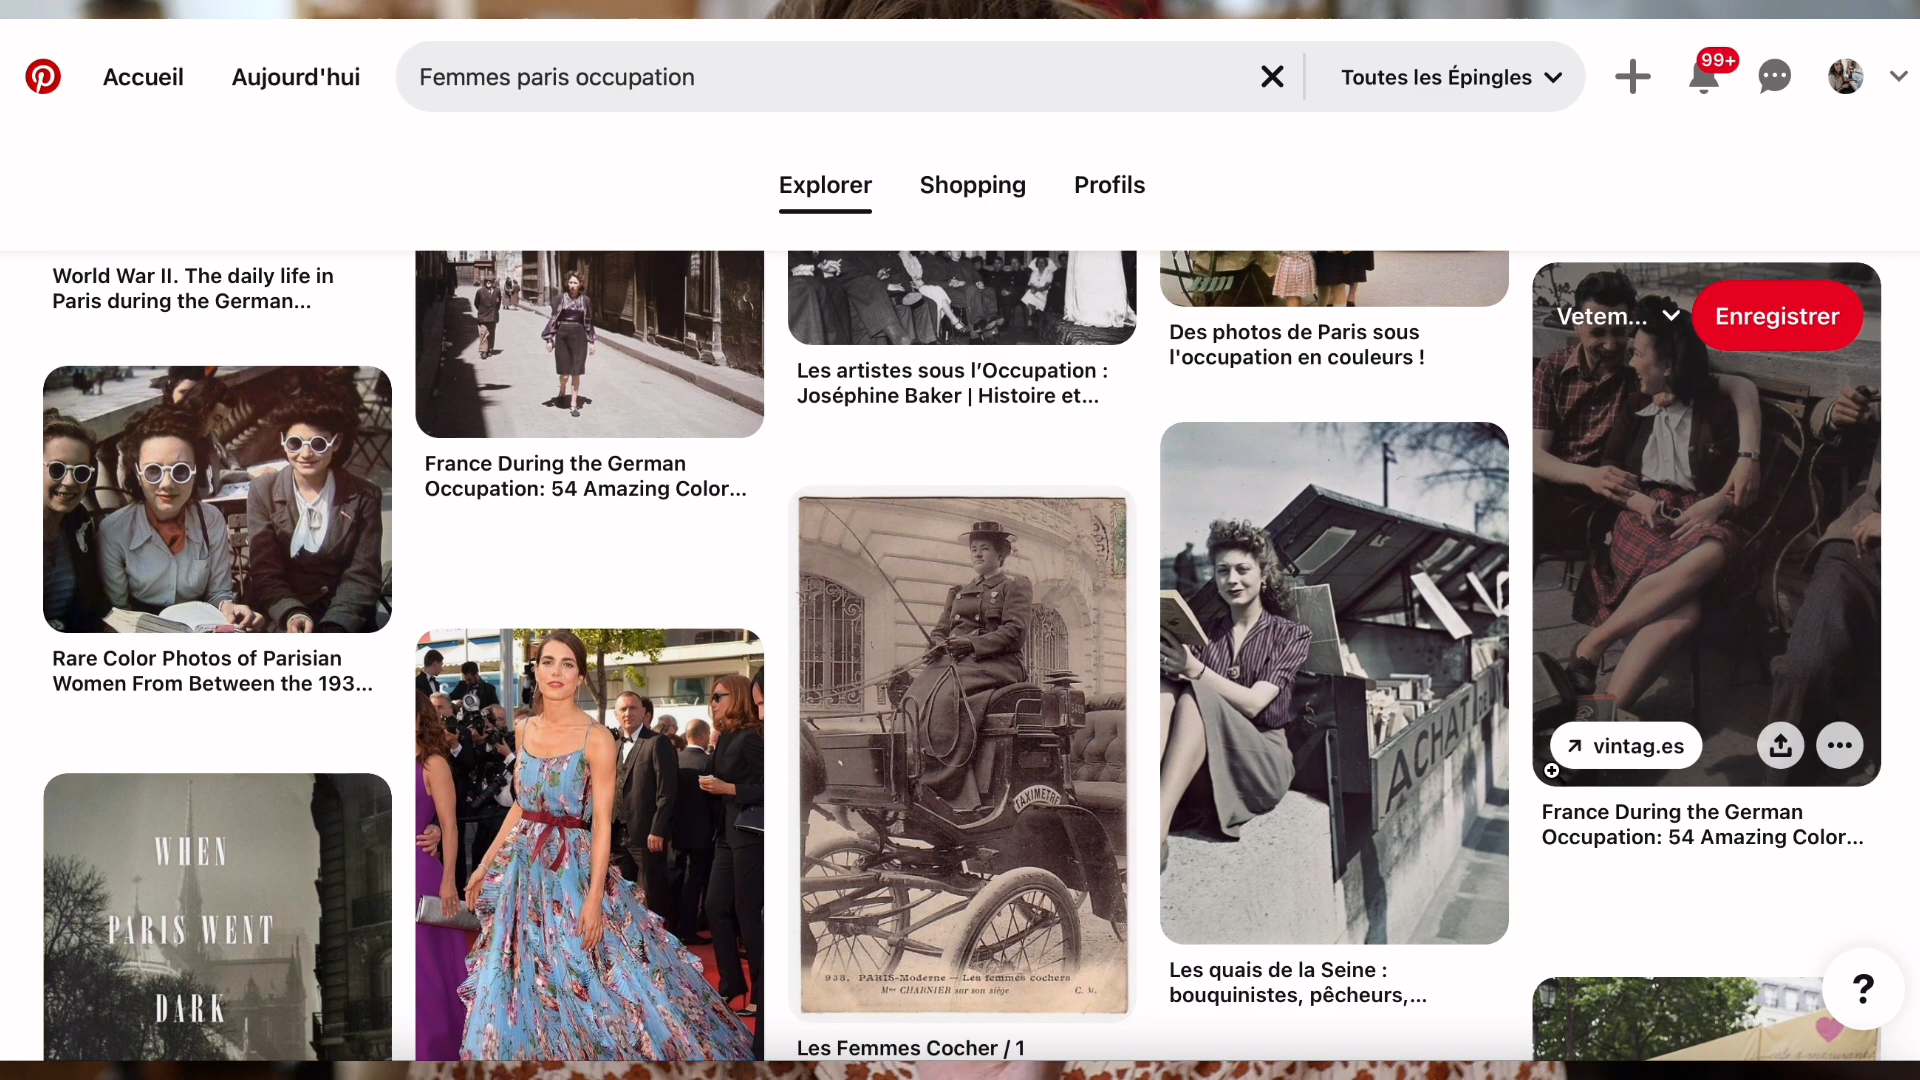 Accueil
Aujourd'hui
Femmes paris occupation
Toutes les Épingles
99+
Explorer
Shopping
Profils
World War II. The daily life in
Paris during the German...
Rare Color Photos of Parisian
Women From Between the 193...
WHEN
PARIS WENT
DARK
France During the German
Occupation: 54 Amazing Color...
Les artistes sous l'Occupation :
Joséphine Baker | Histoire et...
TAXIMETRE
938. PARIS-Moderne — Les femmes cochers
Mme CHARNIER sur son siège
C. M.
Les Femmes Cocher / 1
Des photos de Paris sous
l'occupation en couleurs !
ACHAT
Les quais de la Seine :
bouquinistes, pêcheurs,...
Vetem...
Enregistrer
vintag.es
France During the German
Occupation: 54 Amazing Color...
?